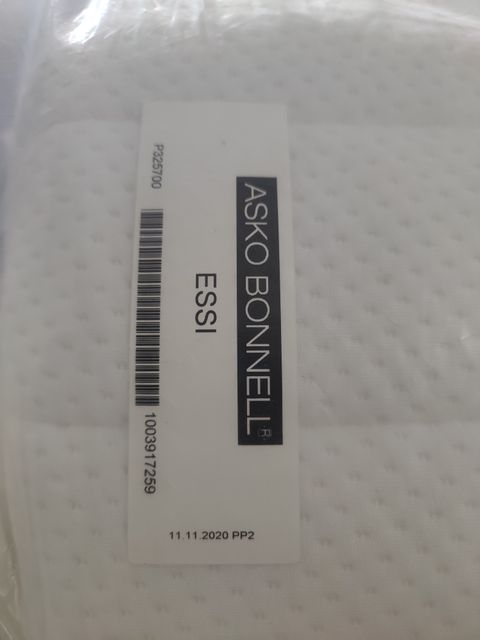 ASKO BONNELL®
ESSI
P325700
1003917259
11.11.2020 PP2